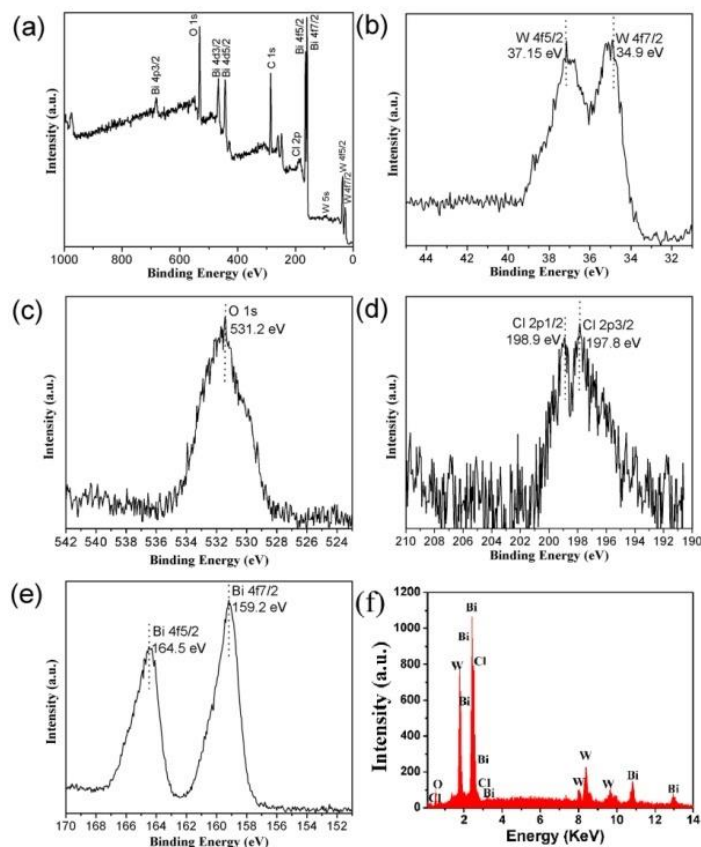 (a)
Bi 4p3/2
O 1s
Bi 4d3/2
Bi 4d5/2
C 1s
Cl 2p
Bi 4f5/2
Bi 4f7/2
W 5s
W 4f5/2
W 4f7/2
Intensity (a.u.)
1000 800 600 400 200 0
Binding Energy (eV)
(b)
W 4f5/2
37.15 eV
W 4f7/2
34.9 eV
Intensity (a.u.)
44 42 40 38 36 34 32
Binding Energy (eV)
(c)
O 1s
531.2 eV
Intensity (a.u.)
542 540 538 536 534 532 530 528 526 524
Binding Energy (eV)
(d)
Cl 2p1/2
198.9 eV
Cl 2p3/2
197.8 eV
Intensity (a.u.)
210 208 206 204 202 200 198 196 194 192 190
Binding Energy (eV)
(e)
Bi 4f5/2
164.5 eV
Bi 4f7/2
159.2 eV
Intensity (a.u.)
170 168 166 164 162 160 158 156 154 152
Binding Energy (eV)
(f)
1200
1000
800
600
400
200
0
Intensity (a.u.)
Bi
Bi
Cl
W
Bi
Bi
Cl
Bi
O
W
W
W
Bi
Bi
2 4 6 8 10 12 14
Energy (KeV)